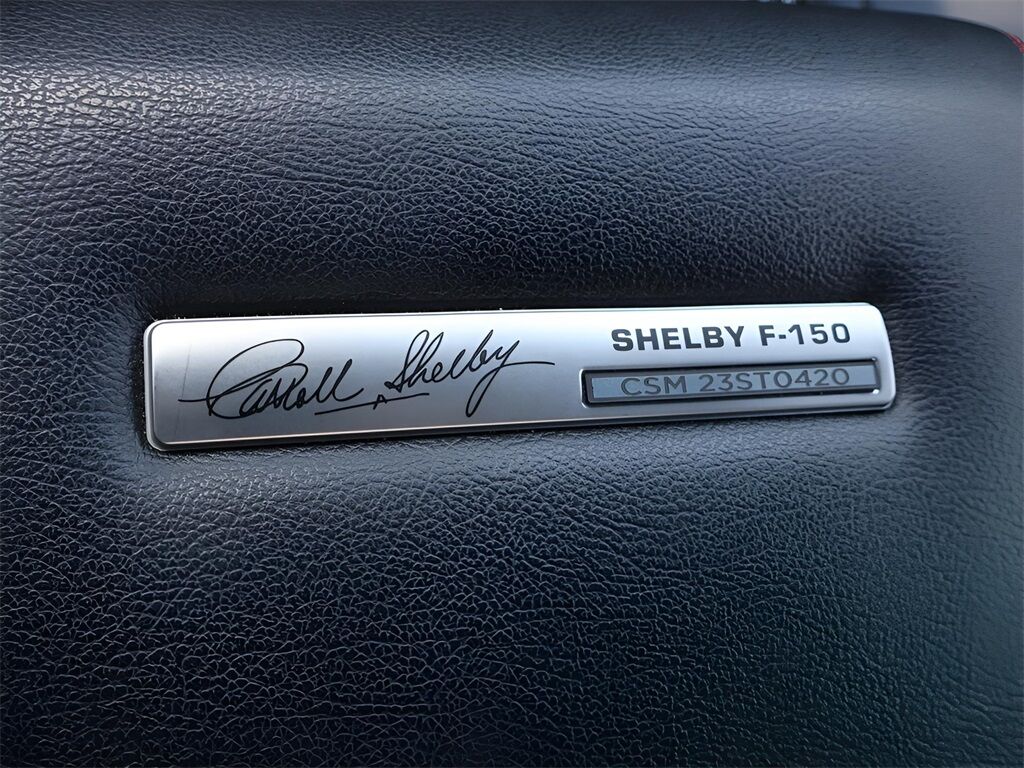 Carroll Shelby
SHELBY F-150
CSM 23ST0420